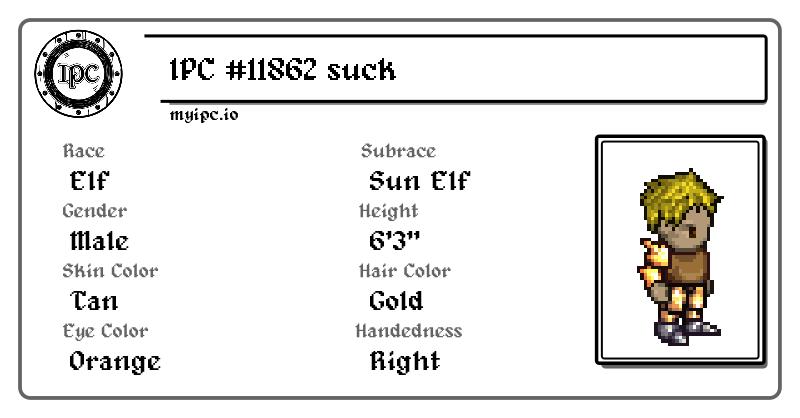 IPC
IPC #11862 suck
myipc.io
Race
Elf
Subrace
Sun Elf
Gender
Male
Height
6'3"
Skin Color
Tan
Hair Color
Gold
Eye Color
Orange
Handedness
Right